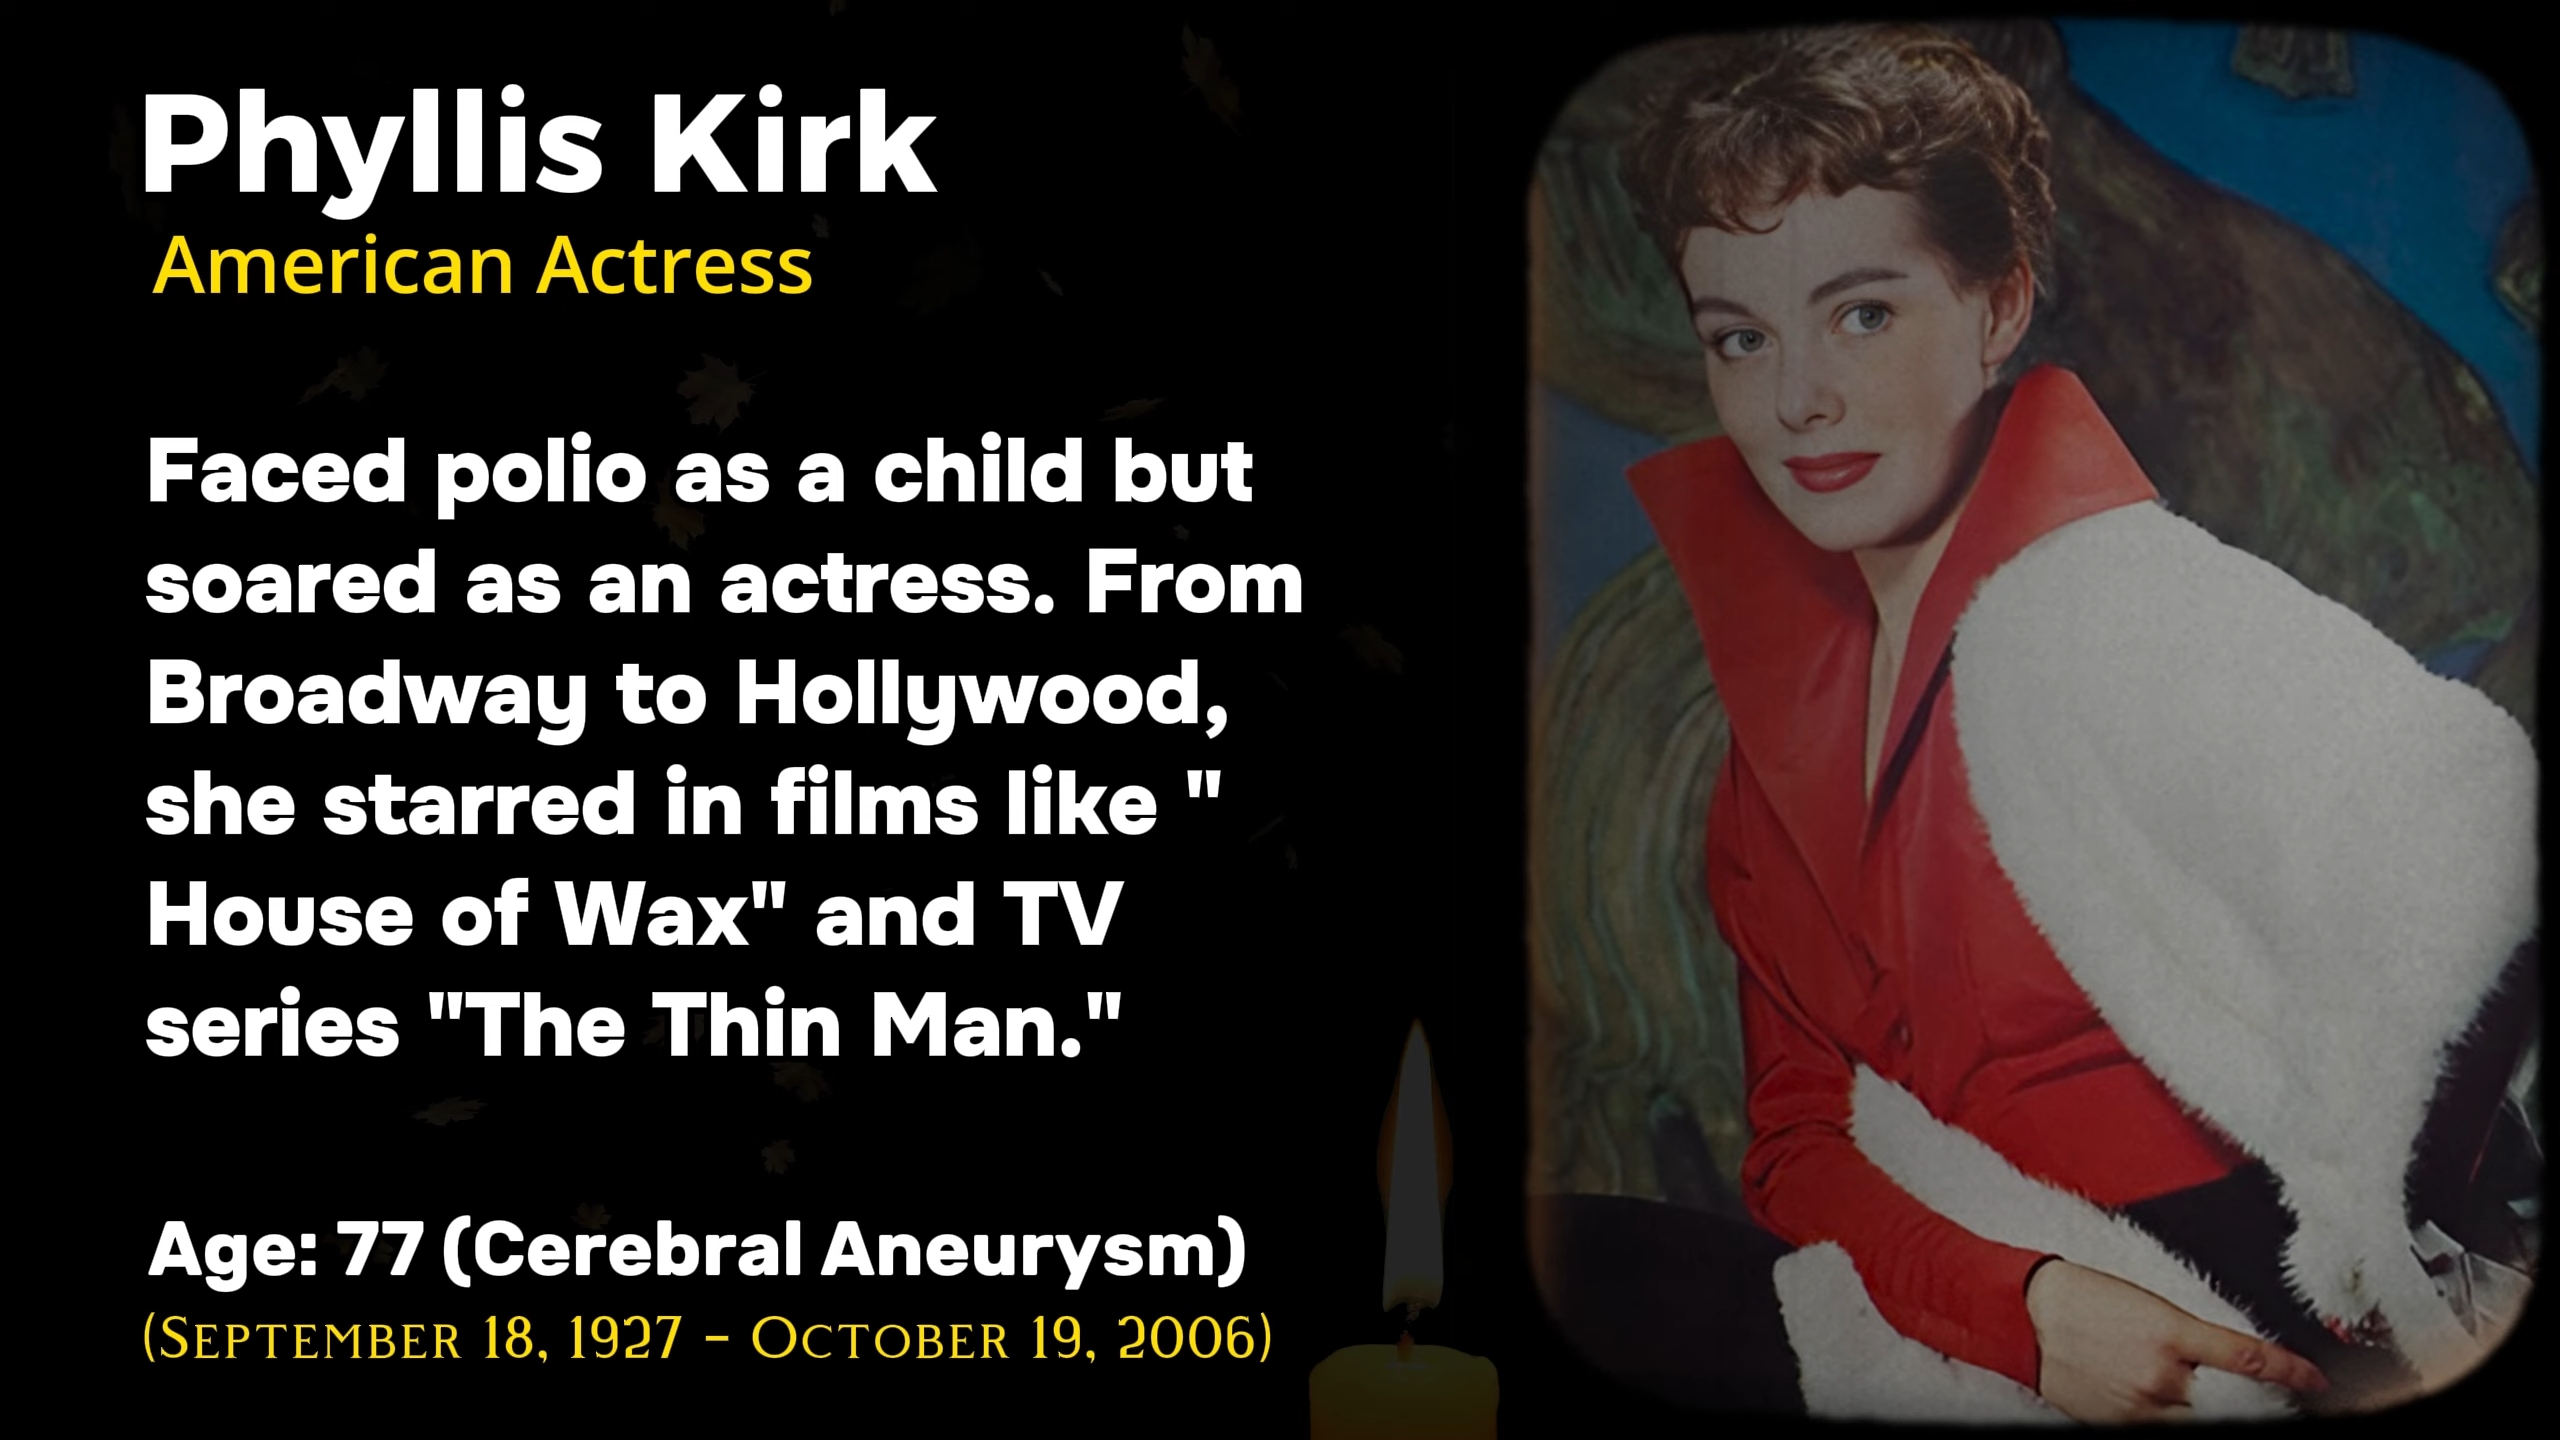 Phyllis Kirk
American Actress
Faced polio as a child but
soared as an actress. From
Broadway to Hollywood,
she starred in films like "
House of Wax" and TV
series "The Thin Man."
Age: 77 (Cerebral Aneurysm)
(September 18, 1927 – October 19, 2006)